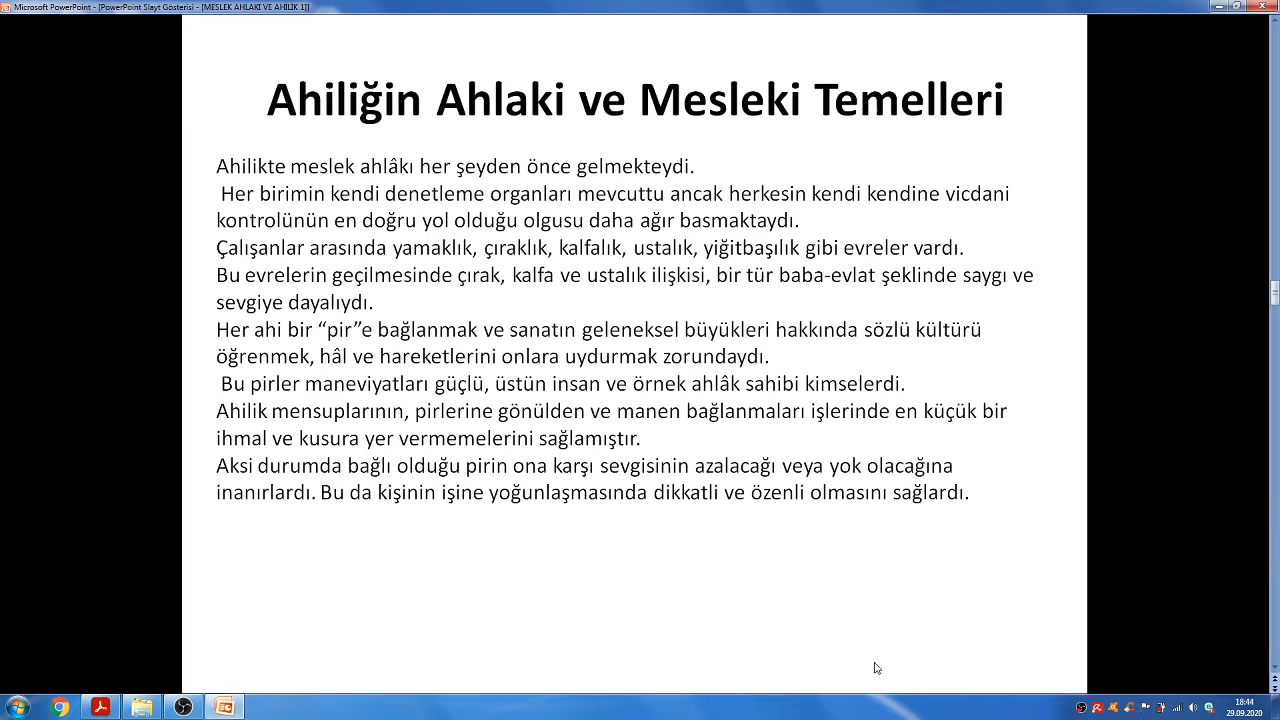 Microsoft PowerPoint - [PowerPoint Slayt Gösterisi - [MESLEK AHLAKI VE AHILIK 1]]
Ahiliğin Ahlaki ve Mesleki Temelleri
Ahilikte meslek ahlâkı her şeyden önce gelmekteydi.
Her birimin kendi denetleme organları mevcuttu ancak herkesin kendi kendine vicdani
kontrolünün en doğru yol olduğu olgusu daha ağır basmaktaydı.
Çalışanlar arasında yamaklık, çıraklık, kalfalık, ustalık, yiğitbaşılık gibi evreler vardı.
Bu evrelerin geçilmesinde çırak, kalfa ve ustalık ilişkisi, bir tür baba-evlat şeklinde saygı ve
sevgiye dayalıydı.
Her ahi bir “pir”e bağlanmak ve sanatın geleneksel büyükleri hakkında sözlü kültürü
öğrenmek, hâl ve hareketlerini onlara uydurmak zorundaydı.
Bu pirler maneviyatları güçlü, üstün insan ve örnek ahlâk sahibi kimselerdi.
Ahilik mensuplarının, pirlerine gönülden ve manen bağlanmaları işlerinde en küçük bir
ihmal ve kusura yer vermemelerini sağlamıştır.
Aksi durumda bağlı olduğu pirin ona karşı sevgisinin azalacağı veya yok olacağına
inanırlardı. Bu da kişinin işine yoğunlaşmasında dikkatli ve özenli olmasını sağlardı.
18:44
29.09.2020